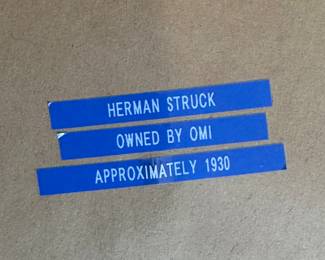 HERMAN STRUCK
OWNED BY OMI
APPROXIMATELY 1930